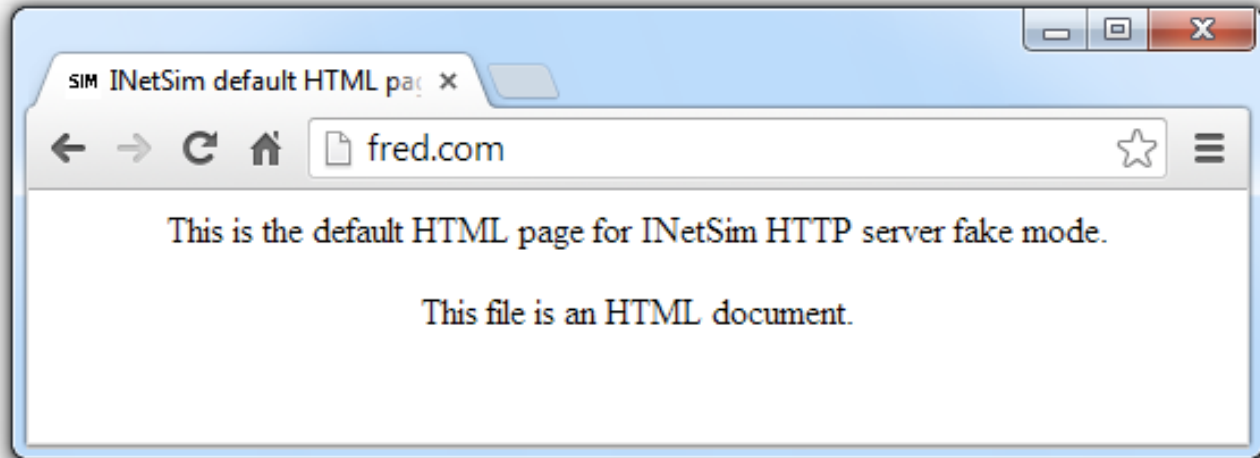 SIM INetSim default HTML pa
fred.com
This is the default HTML page for INetSim HTTP server fake mode.
This file is an HTML document.